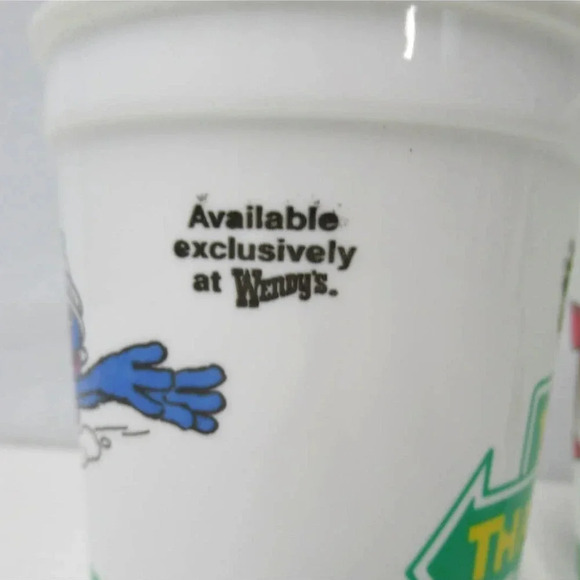 Available
exclusively
at Wendy's.